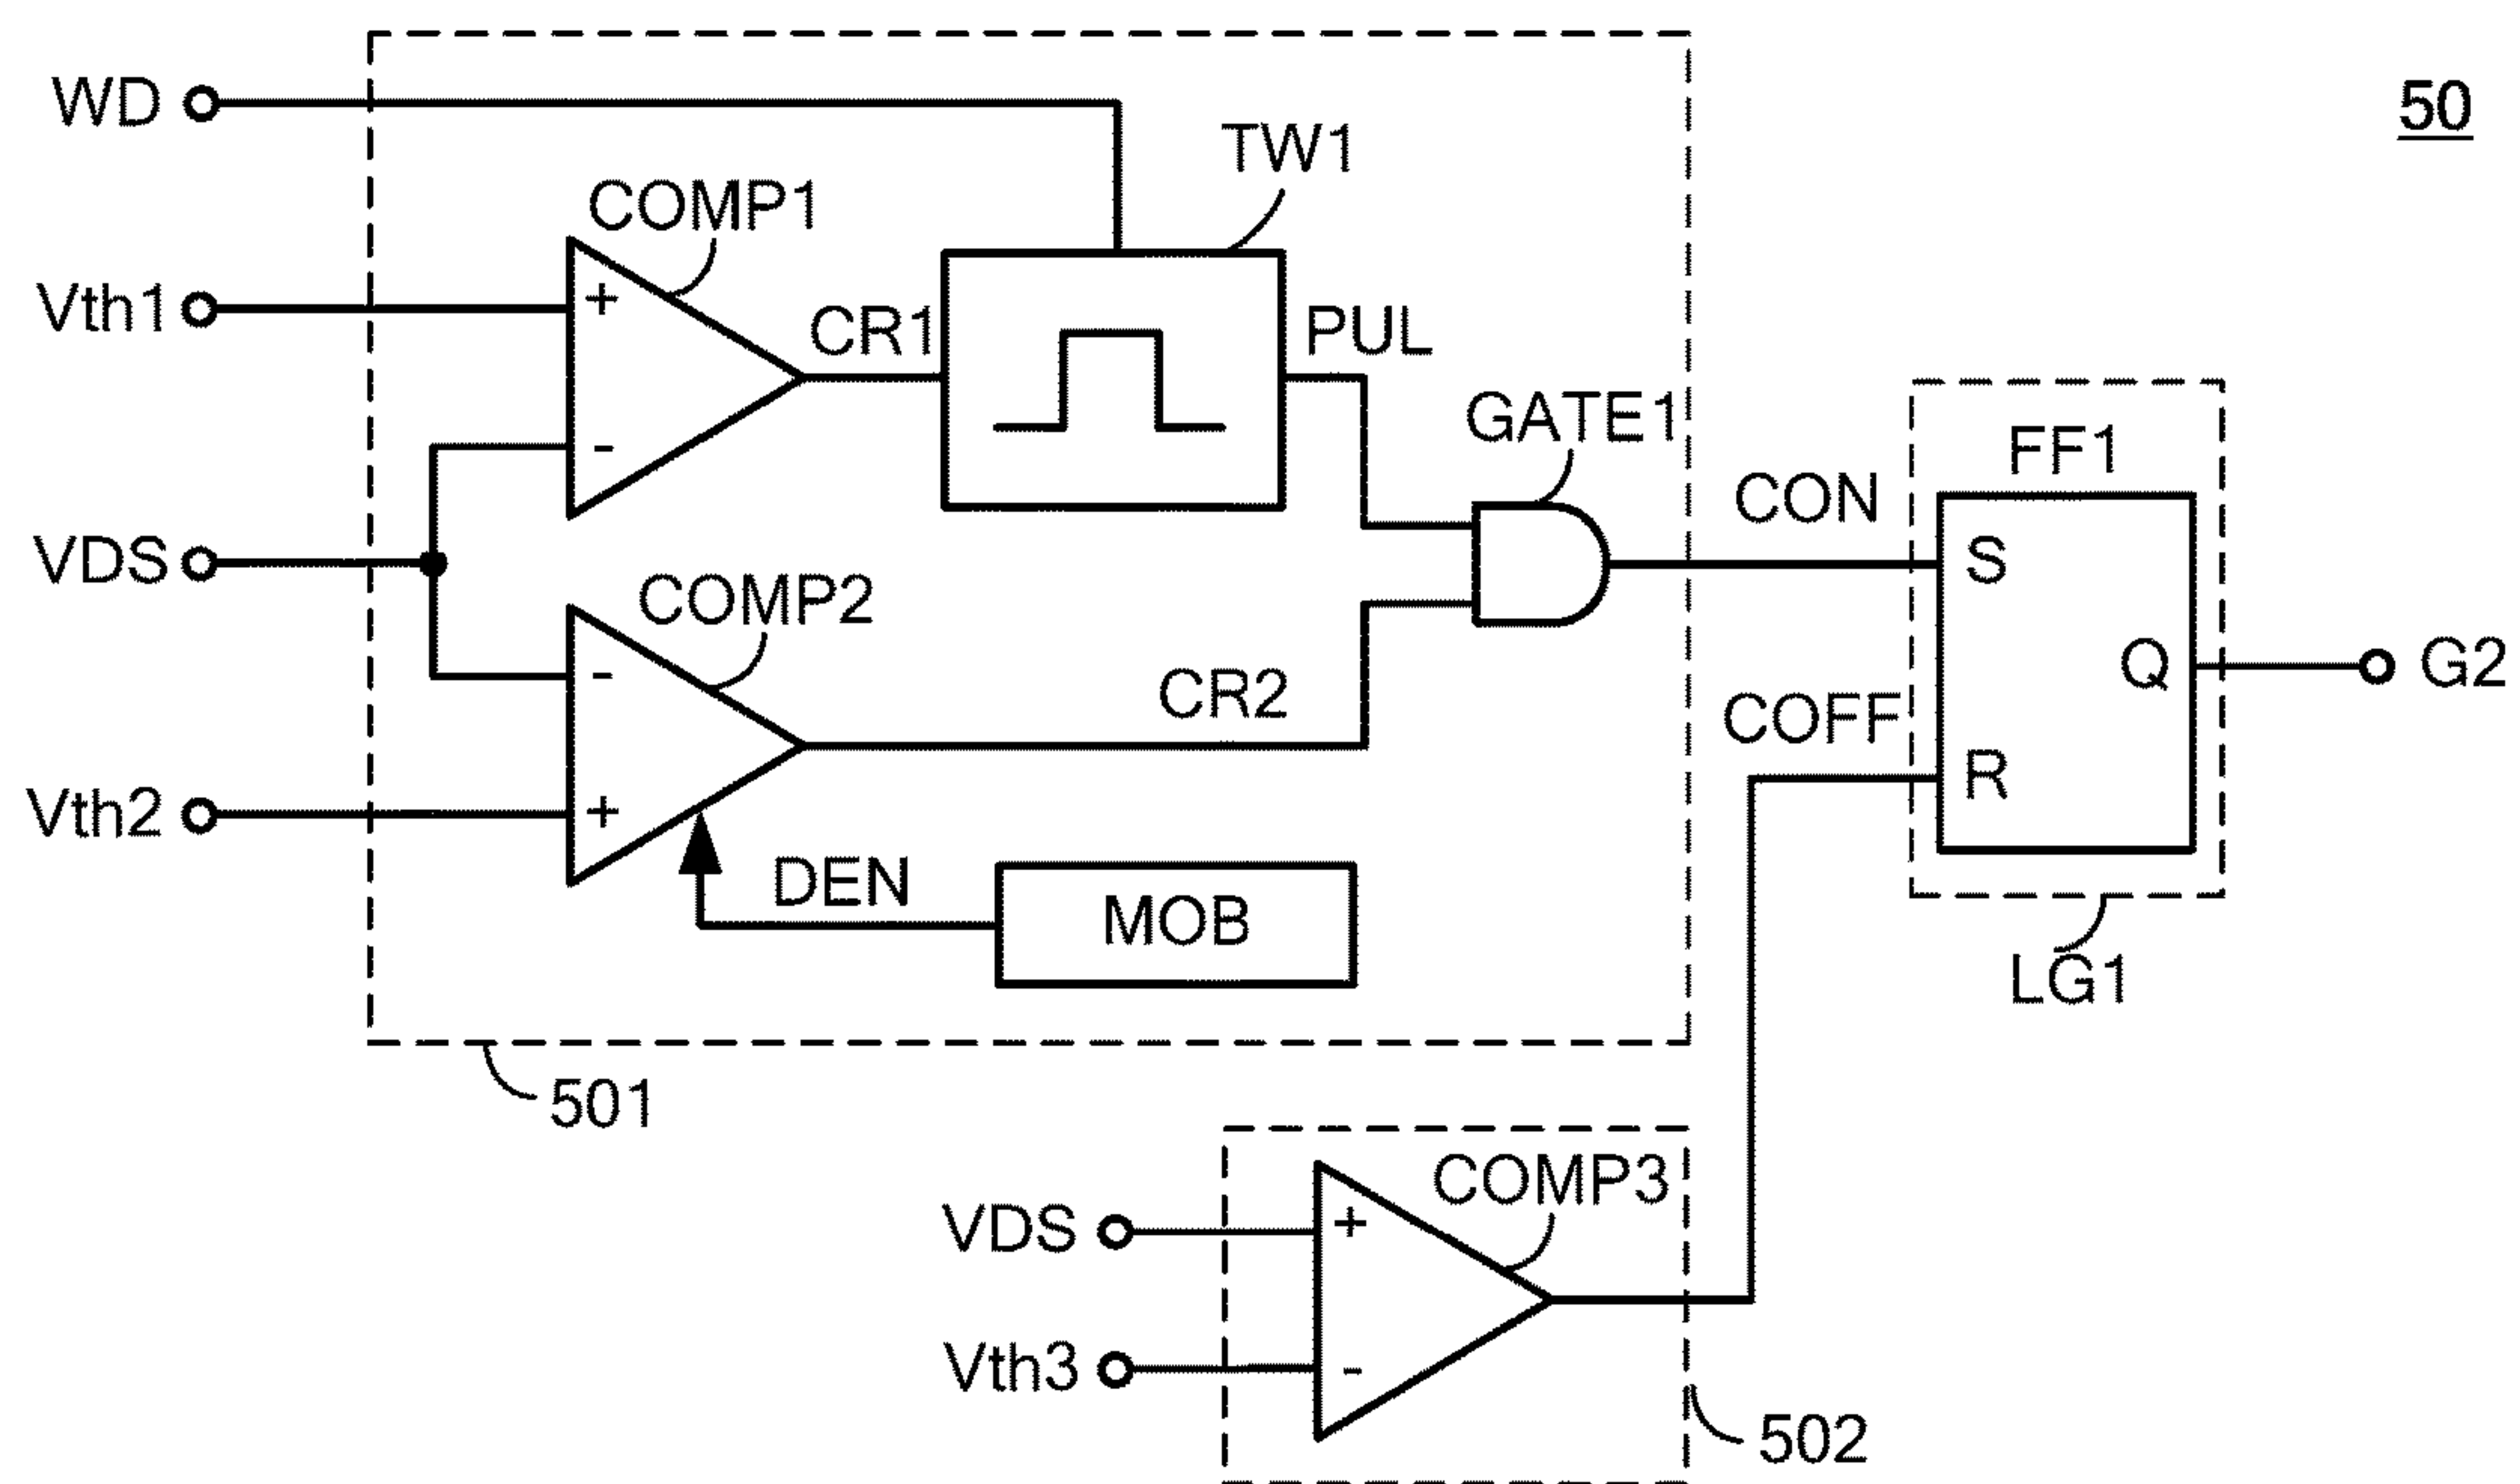 WD
50
TW1
COMP1
Vth1
+
CR1
PUL
-
GATE1
FF1
CON
VDS
S
COMP2
-
CR2
Q
G2
COFF
R
Vth2
+
DEN
MOB
LG1
501
COMP3
VDS
+
Vth3
-
502